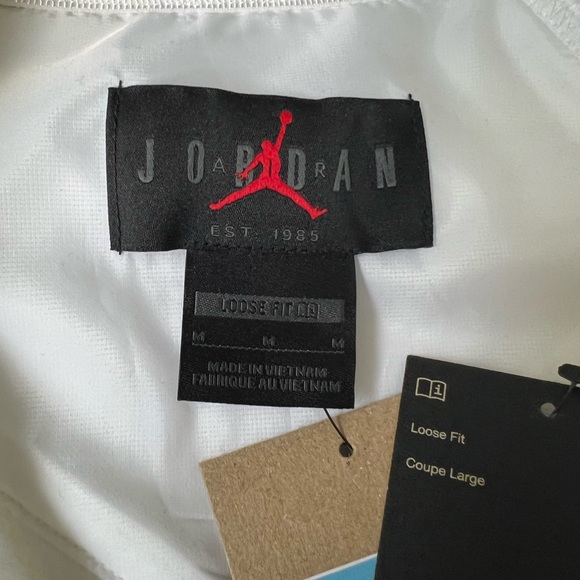 JORDAN
AIR
EST. 1985
LOOSE FIT
M M M
MADE IN VIETNAM
FABRIQUE AU VIETNAM
Loose Fit
Coupe Large